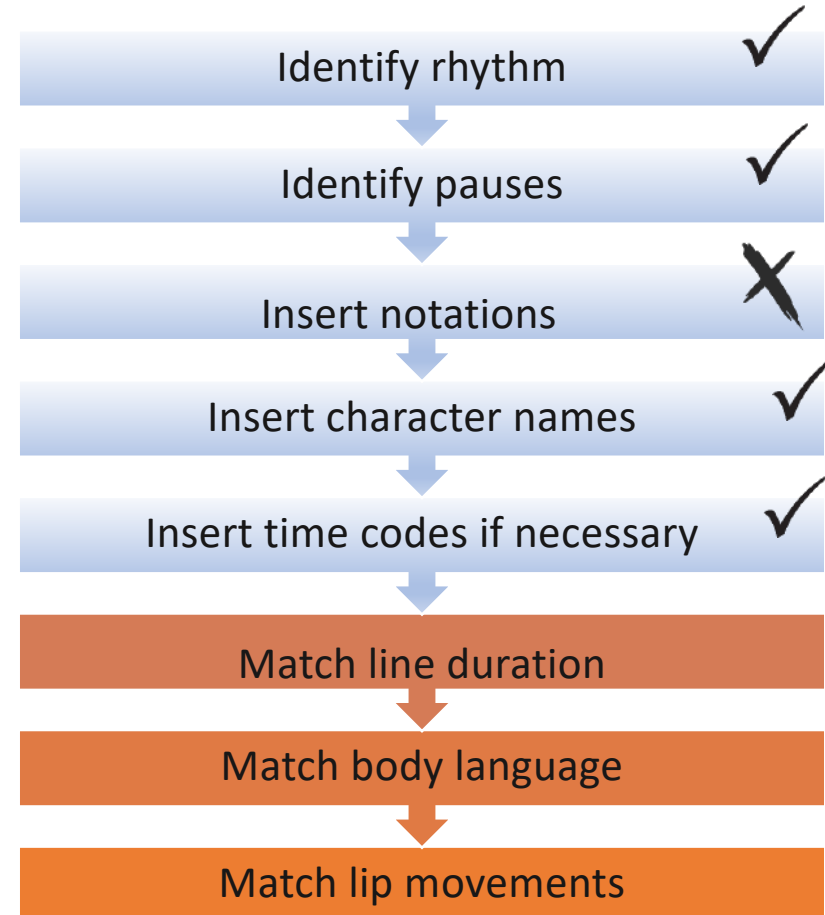 Identify rhythm
Identify pauses
Insert notations
Insert character names
Insert time codes if necessary
Match line duration
Match body language
Match lip movements